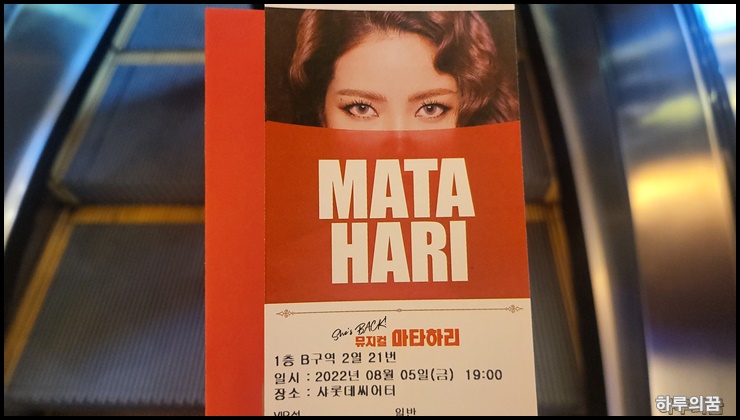 MATA
HARI
She's BACK!
뮤지컬 마타하리
1층 B구역 2열 21번
일시 : 2022년 08월 05일(금) 19:00
장소 : 샤롯데씨어터
VIP석 일반
하루의꿈